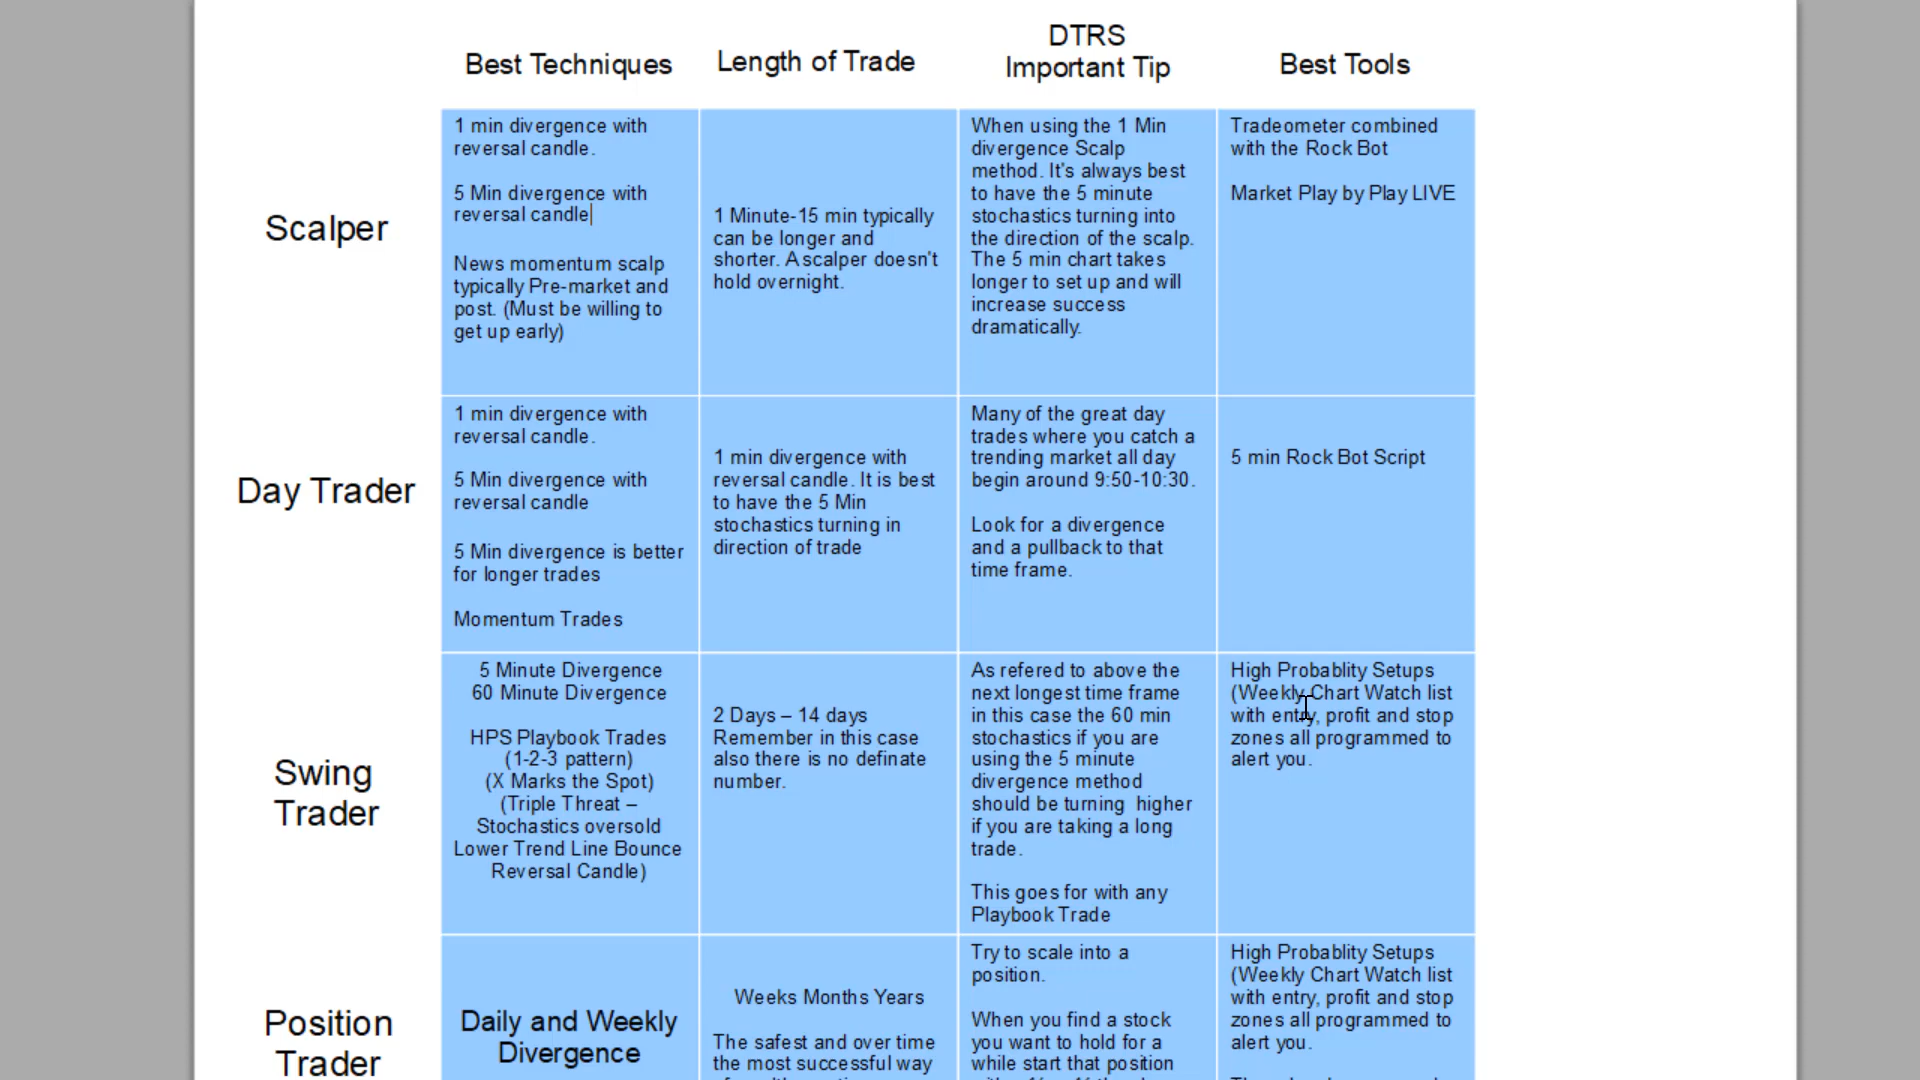 Best Techniques
Length of Trade
DTRS
Important Tip
Best Tools
Scalper
1 min divergence with
reversal candle.
5 Min divergence with
reversal candle
News momentum scalp
typically Pre-market and
post. (Must be willing to
get up early)
1 Minute-15 min typically
can be longer and
shorter. A scalper doesn't
hold overnight.
When using the 1 Min
divergence Scalp
method. It's always best
to have the 5 minute
stochastics turning into
the direction of the scalp.
The 5 min chart takes
longer to set up and will
increase success
dramatically.
Tradeometer combined
with the Rock Bot
Market Play by Play LIVE
Day Trader
1 min divergence with
reversal candle.
5 Min divergence with
reversal candle
5 Min divergence is better
for longer trades
Momentum Trades
1 min divergence with
reversal candle. It is best
to have the 5 Min
stochastics turning in
direction of trade
Many of the great day
trades where you catch a
trending market all day
begin around 9:50-10:30.
Look for a divergence
and a pullback to that
time frame.
5 min Rock Bot Script
Swing
Trader
5 Minute Divergence
60 Minute Divergence
HPS Playbook Trades
(1-2-3 pattern)
(X Marks the Spot)
(Triple Threat –
Stochastics oversold
Lower Trend Line Bounce
Reversal Candle)
2 Days – 14 days
Remember in this case
also there is no definate
number.
As refered to above the
next longest time frame
in this case the 60 min
stochastics if you are
using the 5 minute
divergence method
should be turning higher
if you are taking a long
trade.
This goes for with any
Playbook Trade
High Probablity Setups
(Weekly Chart Watch list
with entry, profit and stop
zones all programmed to
alert you.
Position
Trader
Daily and Weekly
Divergence
Weeks Months Years
The safest and over time
the most successful way
Try to scale into a
position.
When you find a stock
you want to hold for a
while start that position
High Probablity Setups
(Weekly Chart Watch list
with entry, profit and stop
zones all programmed to
alert you.